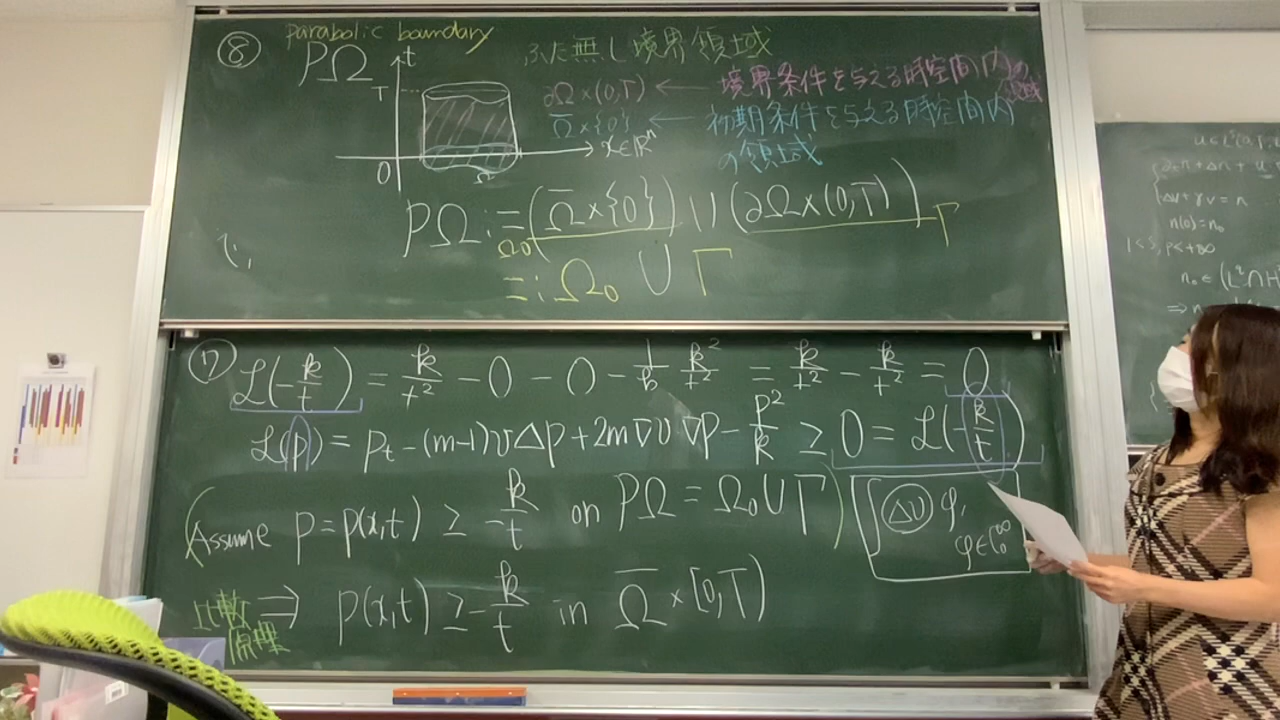 ⑧ parabolic boundary
PΩ
t
T
0
Ω
x∈ℝⁿ
ふた無し境界領域
∂Ω×(0,T) ← 境界条件を与える時空間内の領域
Ω̅×{0} ← 初期条件を与える時空間内の領域
PΩ := (Ω̅×{0}) ∪ (∂Ω×(0,T))
Ω₀ Γ
=: Ω₀ ∪ Γ
⑰ ℒ(-k/t) = k/t² - 0 - 0 - 1/k k²/t² = k/t² - k/t² = 0
ℒ(p) = pₜ - (m-1)v△p + 2m∇v∇p - p²/k ≥ 0 = ℒ(-k/t)
(Assume p = p(x,t) ≥ -k/t on PΩ = Ω₀∪Γ)
△v φ,
φ∈C₀^∞
比較原理 ⇒ p(x,t) ≥ -k/t in Ω̅×[0,T)
△v + γv = n
n(0) = n₀
⇒ n